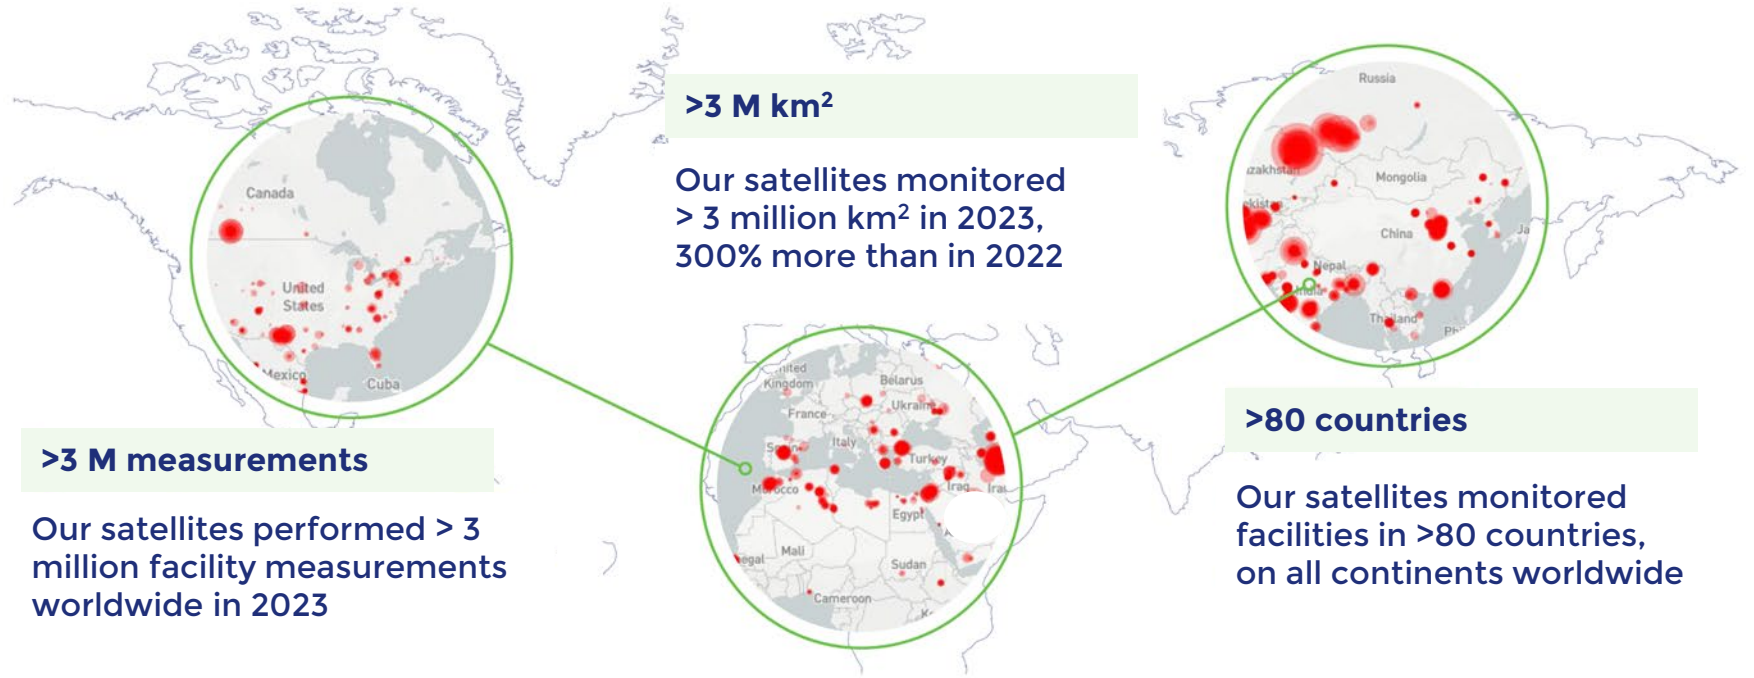 Canada
United
States
Mexico
Cuba
>3 M measurements
Our satellites performed > 3
million facility measurements
worldwide in 2023
>3 M km²
Our satellites monitored
> 3 million km² in 2023,
300% more than in 2022
Kingdom
Belarus
France
Ukraine
Italy
Turkey
Morocco
Iraq
Egypt
Mali
Sudan
Cameroon
Russia
Mongolia
China
Nepal
India
Thailand
>80 countries
Our satellites monitored
facilities in >80 countries,
on all continents worldwide